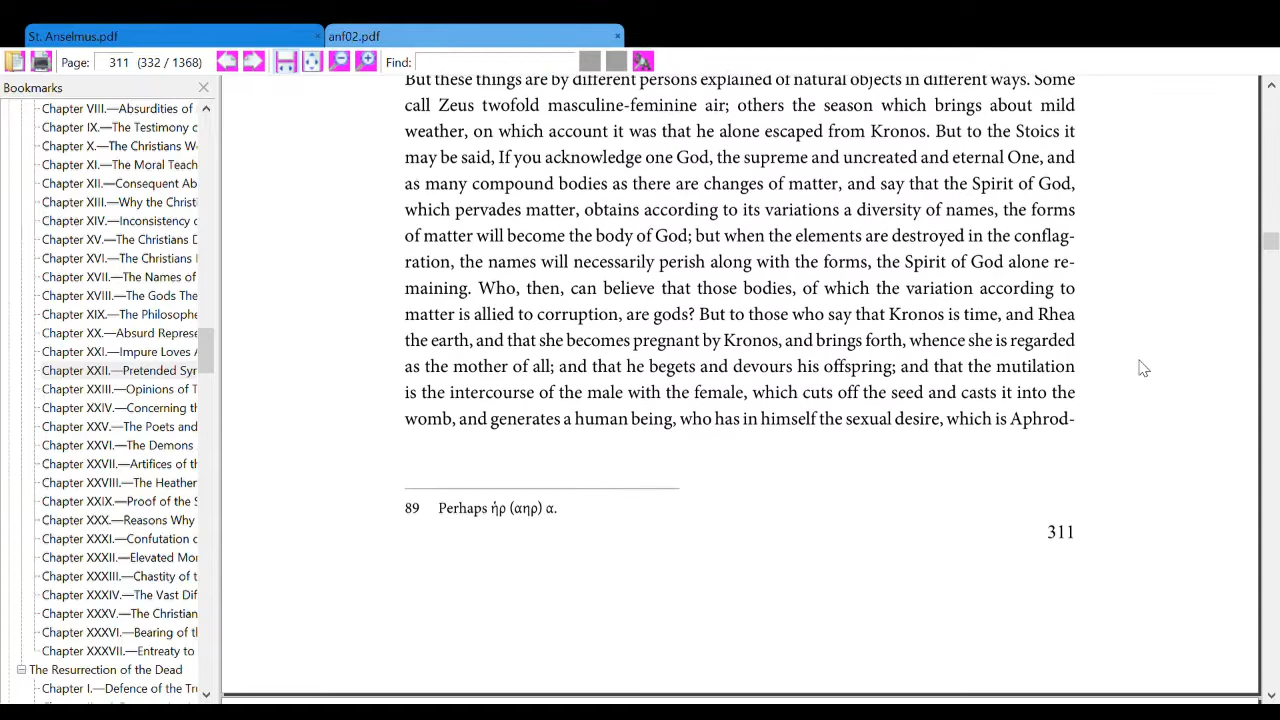 St. Anselmus.pdf
×
anf02.pdf
×
Page:
311
(332 / 1368)
Find:
Bookmarks
Chapter VIII.—Absurdities of
Chapter IX.—The Testimony c
Chapter X.—The Christians W
Chapter XI.—The Moral Teach
Chapter XII.—Consequent Ab
Chapter XIII.—Why the Christi
Chapter XIV.—Inconsistency o
Chapter XV.—The Christians D
Chapter XVI.—The Christians I
Chapter XVII.—The Names of
Chapter XVIII.—The Gods The
Chapter XIX.—The Philosophe
Chapter XX.—Absurd Represe
Chapter XXI.—Impure Loves A
Chapter XXII.—Pretended Syr
Chapter XXIII.—Opinions of T
Chapter XXIV.—Concerning th
Chapter XXV.—The Poets and
Chapter XXVI.—The Demons
Chapter XXVII.—Artifices of th
Chapter XXVIII.—The Heather
Chapter XXIX.—Proof of the S
Chapter XXX.—Reasons Why
Chapter XXXI.—Confutation o
Chapter XXXII.—Elevated Mor
Chapter XXXIII.—Chastity of t
Chapter XXXIV.—The Vast Dif
Chapter XXXV.—The Christian
Chapter XXXVI.—Bearing of th
Chapter XXXVII.—Entreaty to
The Resurrection of the Dead
Chapter I.—Defence of the Tru
But these things are by different persons explained of natural objects in different ways. Some
call Zeus twofold masculine-feminine air; others the season which brings about mild
weather, on which account it was that he alone escaped from Kronos. But to the Stoics it
may be said, If you acknowledge one God, the supreme and uncreated and eternal One, and
as many compound bodies as there are changes of matter, and say that the Spirit of God,
which pervades matter, obtains according to its variations a diversity of names, the forms
of matter will become the body of God; but when the elements are destroyed in the conflag-
ration, the names will necessarily perish along with the forms, the Spirit of God alone re-
maining. Who, then, can believe that those bodies, of which the variation according to
matter is allied to corruption, are gods? But to those who say that Kronos is time, and Rhea
the earth, and that she becomes pregnant by Kronos, and brings forth, whence she is regarded
as the mother of all; and that he begets and devours his offspring; and that the mutilation
is the intercourse of the male with the female, which cuts off the seed and casts it into the
womb, and generates a human being, who has in himself the sexual desire, which is Aphrod-
89 Perhaps ἠρ (αηρ) α.
311